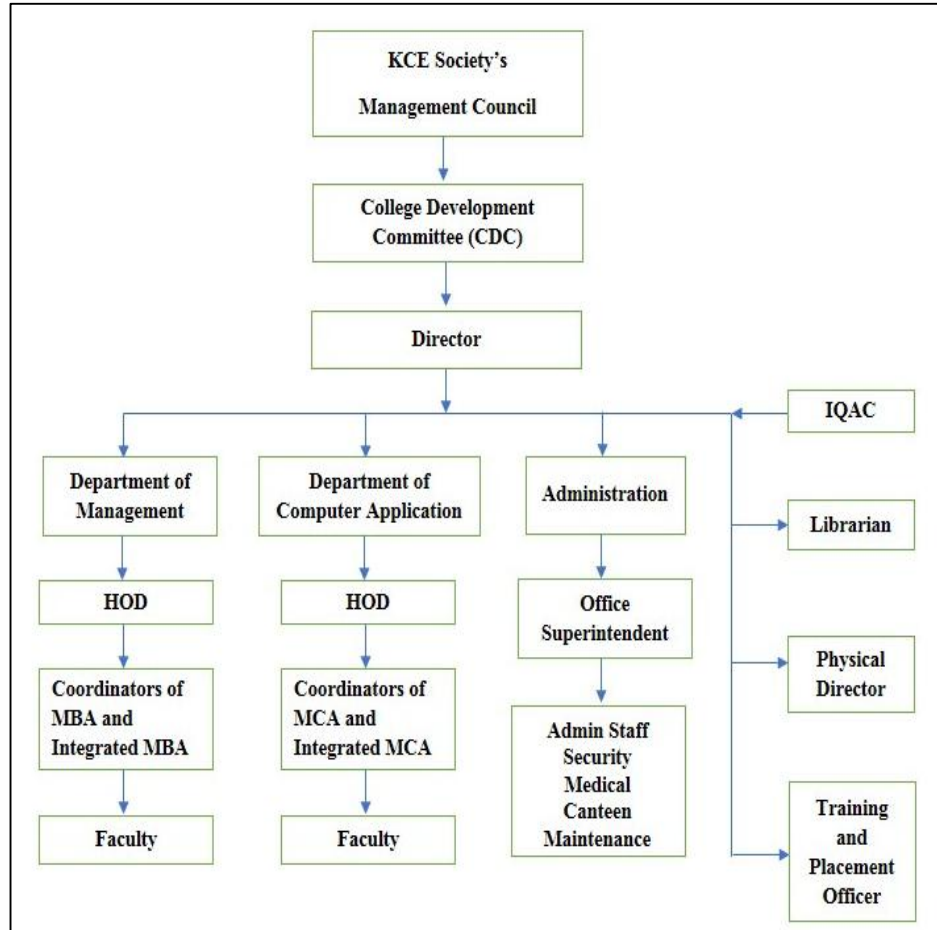 KCE Society’s
Management Council
College Development
Committee (CDC)
Director
IQAC
Department of
Management
Department of
Computer Application
Administration
Librarian
HOD
HOD
Office
Superintendent
Physical
Director
Coordinators of
MBA and
Integrated MBA
Coordinators of
MCA and
Integrated MCA
Admin Staff
Security
Medical
Canteen
Maintenance
Faculty
Faculty
Training
and
Placement
Officer